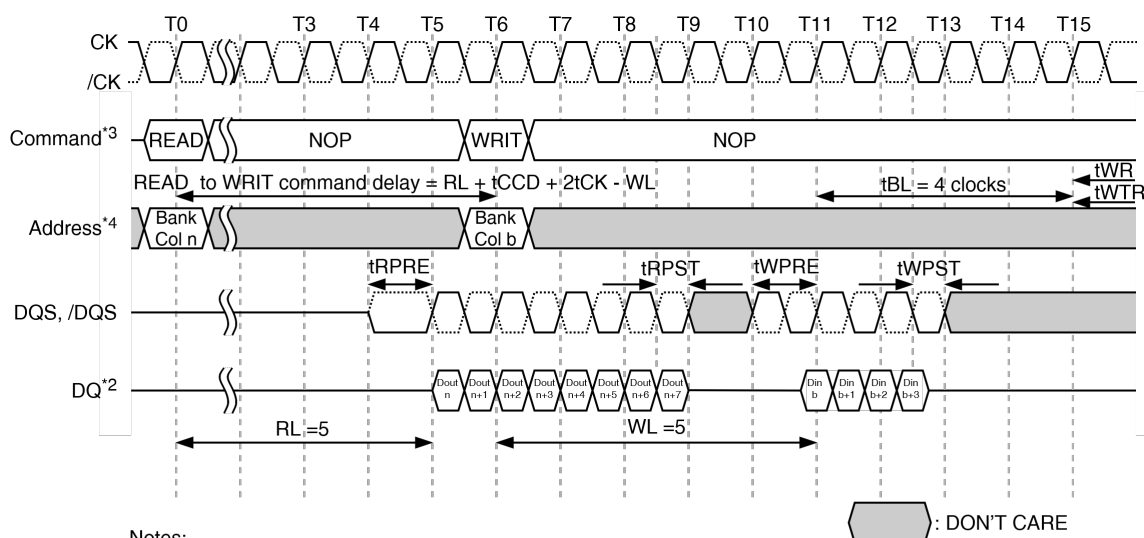 T0 T3 T4 T5 T6 T7 T8 T9 T10 T11 T12 T13 T14 T15
CK
/CK
Command*3 READ NOP WRIT NOP
READ to WRIT command delay = RL + tCCD + 2tCK - WL
tBL = 4 clocks
tWR
tWTR
Address*4
Bank
Col n
Bank
Col b
tRPRE tRPST tWPRE tWPST
DQS, /DQS
DQ*2
Dout
n
Dout
n+1
Dout
n+2
Dout
n+3
Dout
n+4
Dout
n+5
Dout
n+6
Dout
n+7
Din
b
Din
b+1
Din
b+2
Din
b+3
RL =5 WL =5
: DON'T CARE
Notes: